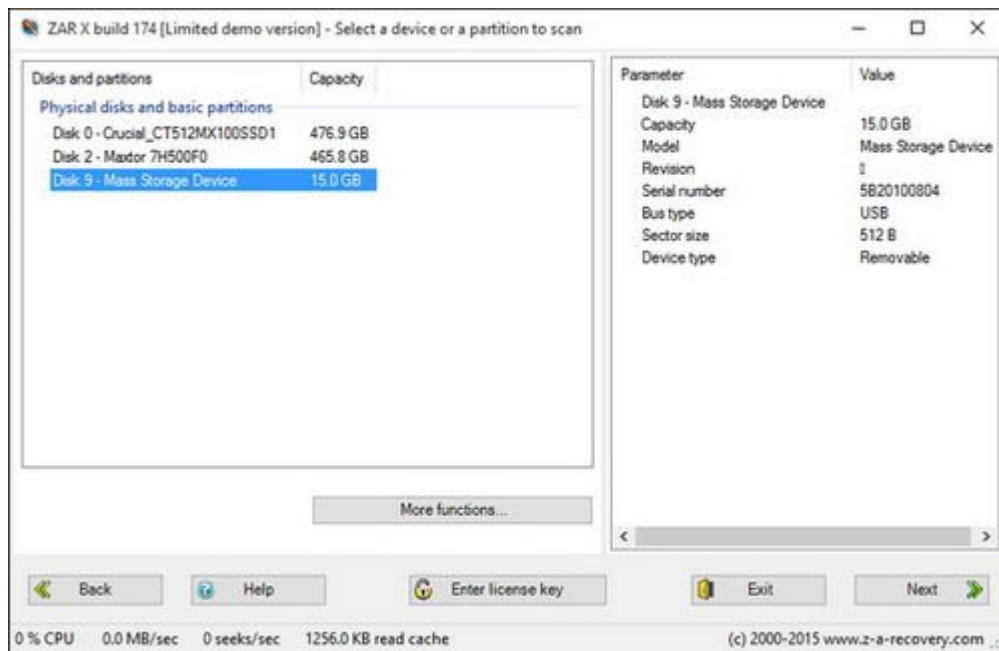 ZAR X build 174 [Limited demo version] - Select a device or a partition to scan
Disks and partitions Capacity
Physical disks and basic partitions
Disk 0 - Crucial_CT512MX100SSD1 476.9 GB
Disk 2 - Maxtor 7H500F0 465.8 GB
Disk 9 - Mass Storage Device 15.0 GB
More functions...
Parameter Value
Disk 9 - Mass Storage Device
Capacity 15.0 GB
Model Mass Storage Device
Revision
Serial number 5B20100804
Bus type USB
Sector size 512 B
Device type Removable
Back Help Enter license key Exit Next
0 % CPU 0.0 MB/sec 0 seeks/sec 1256.0 KB read cache (c) 2000-2015 www.z-a-recovery.com